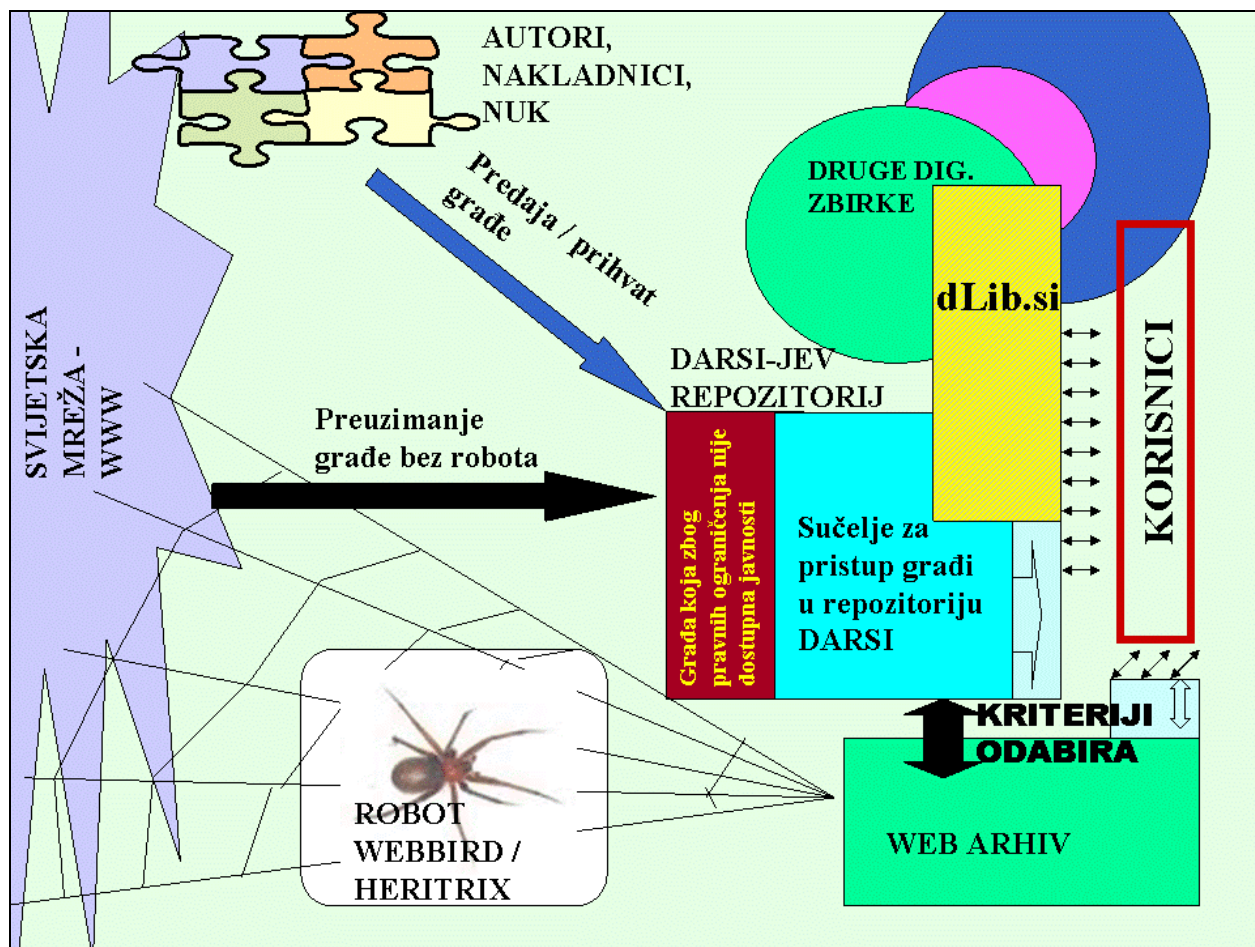 AUTORI,
NAKLADNICI,
NUK
Predaja / prihvat
građe
DRUGE DIG.
ZBIRKE
dLib.si
KORISNICI
SVIJETSKA
MREŽA -
WWW
DARSI-JEV
REPOZITORIJ
Preuzimanje
građe bez robota
Građa koja zbog
pravnih ograničenja nije
dostupna javnosti
Sučelje za
pristup građi
u repozitoriju
DARSI
KRITERIJI
ODABIRA
ROBOT
WEBBIRD /
HERITRIX
WEB ARHIV